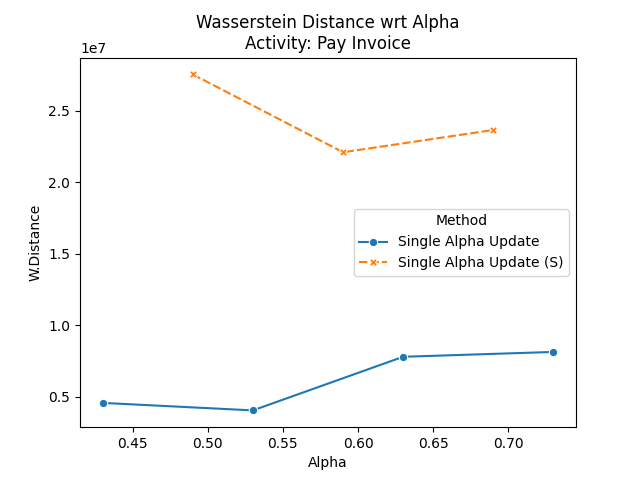 Wasserstein Distance wrt Alpha
Activity: Pay Invoice
1e7
2.5
2.0
1.5
1.0
0.5
W.Distance
Method
Single Alpha Update
Single Alpha Update (S)
0.45 0.50 0.55 0.60 0.65 0.70
Alpha